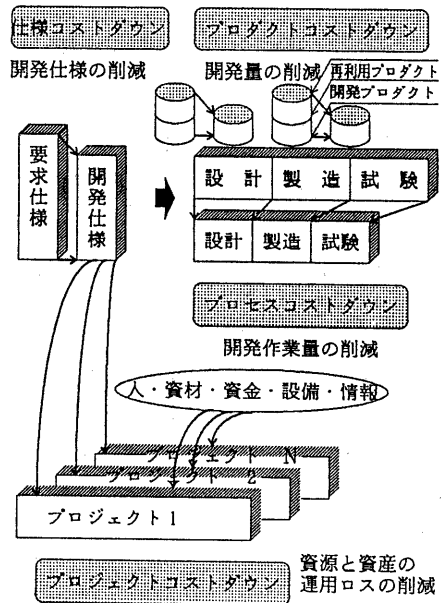 仕様コストダウン
プロダクトコストダウン
開発仕様の削減
開発量の削減
再利用プロダクト
開発プロダクト
要求仕様
開発仕様
設計
製造
試験
設計
製造
試験
プロセスコストダウン
開発作業量の削減
人・資材・資金・設備・情報
プロジェクト N
プロジェクト 2
プロジェクト1
プロジェクトコストダウン
資源と資産の
運用ロスの削減